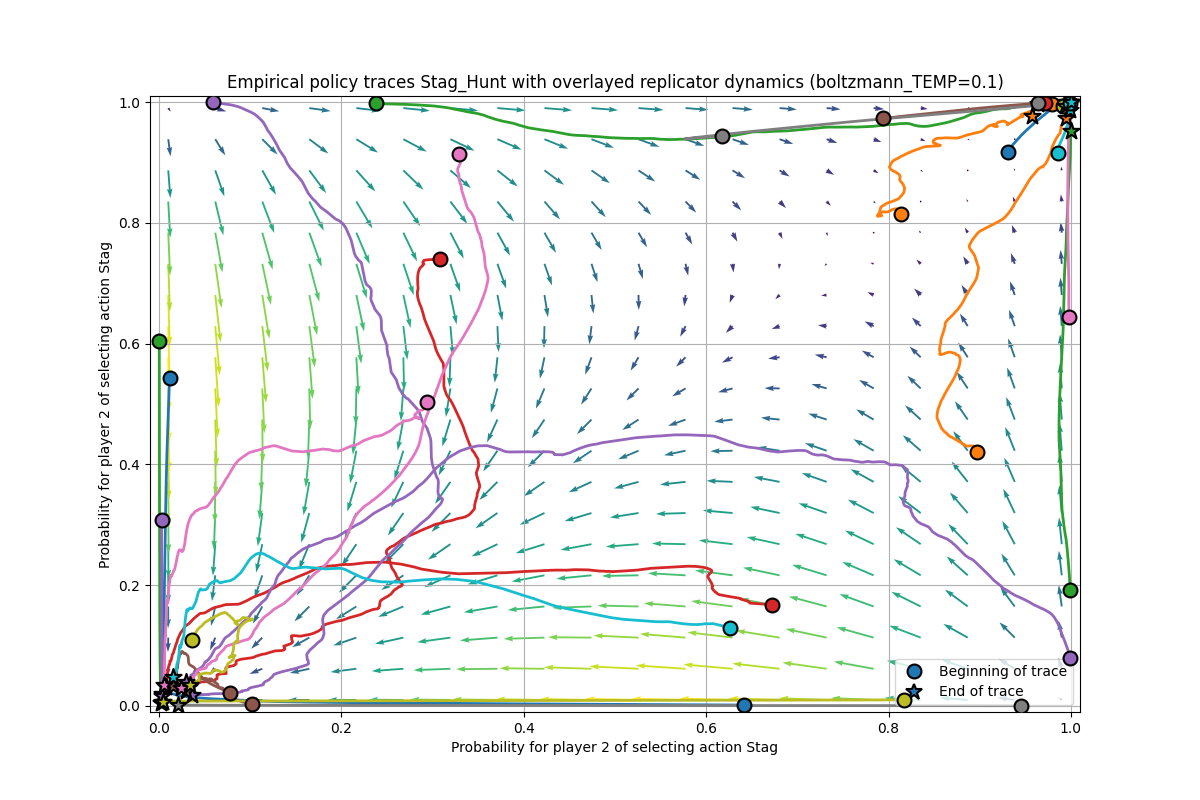 Empirical policy traces Stag_Hunt with overlayed replicator dynamics (boltzmann_TEMP=0.1)
Probability for player 2 of selecting action Stag
1.0
0.8
0.6
0.4
0.2
0.0
Beginning of trace
End of trace
0.0 0.2 0.4 0.6 0.8 1.0
Probability for player 2 of selecting action Stag